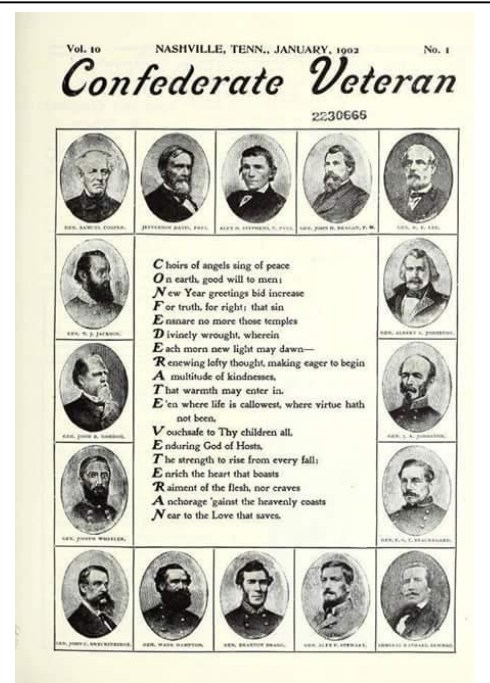 Vol. 10 NASHVILLE, TENN., JANUARY, 1902 No. 1
Confederate Veteran
2230666
GEN. SAMUEL COOPER. JEFFERSON DAVIS, PRES. ALEX H. STEPHENS, V. PRES. GEN. JOHN H. REAGAN, P. M. GEN. R. E. LEE.
GEN. T. J. JACKSON.
GEN. ALBERT S. JOHNSTON.
GEN. JOHN B. GORDON.
GEN. J. E. JOHNSTON.
GEN. JOSEPH WHEELER.
GEN. P. G. T. BEAUREGARD.
Choirs of angels sing of peace
On earth, good will to men;
New Year greetings bid increase
For truth, for right; that sin
Ensnare no more those temples
Divinely wrought, wherein
Each morn new light may dawn—
Renewing lofty thought, making eager to begin
A multitude of kindnesses,
That warmth may enter in.
E'en where life is callowest, where virtue hath
not been,
Vouchsafe to Thy children all,
Enduring God of Hosts,
The strength to rise from every fall;
Enrich the heart that boasts
Raiment of the flesh, nor craves
Anchorage 'gainst the heavenly coasts
Near to the Love that saves.
GEN. JOHN C. BRECKINRIDGE. GEN. WADE HAMPTON. GEN. BRAXTON BRAGG. GEN. ALEX P. STEWART. GENERAL RAPHAEL SEMMES.